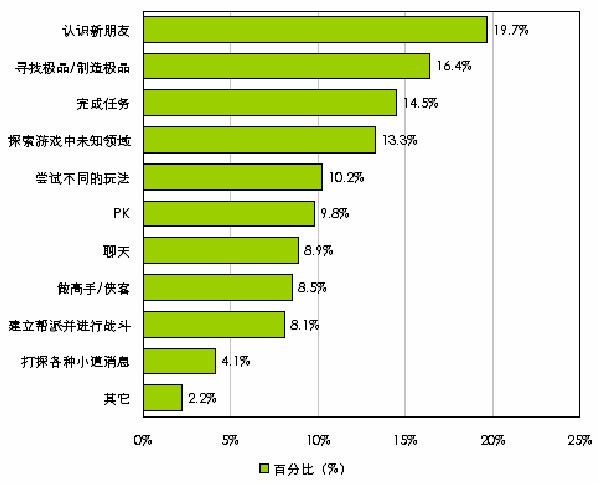 认识新朋友 19.7%
寻找极品/制造极品 16.4%
完成任务 14.5%
探索游戏中未知领域 13.3%
尝试不同的玩法 10.2%
PK 9.8%
聊天 8.9%
做高手/侠客 8.5%
建立帮派并进行战斗 8.1%
打探各种小道消息 4.1%
其它 2.2%
0% 5% 10% 15% 20% 25%
百分比（%）